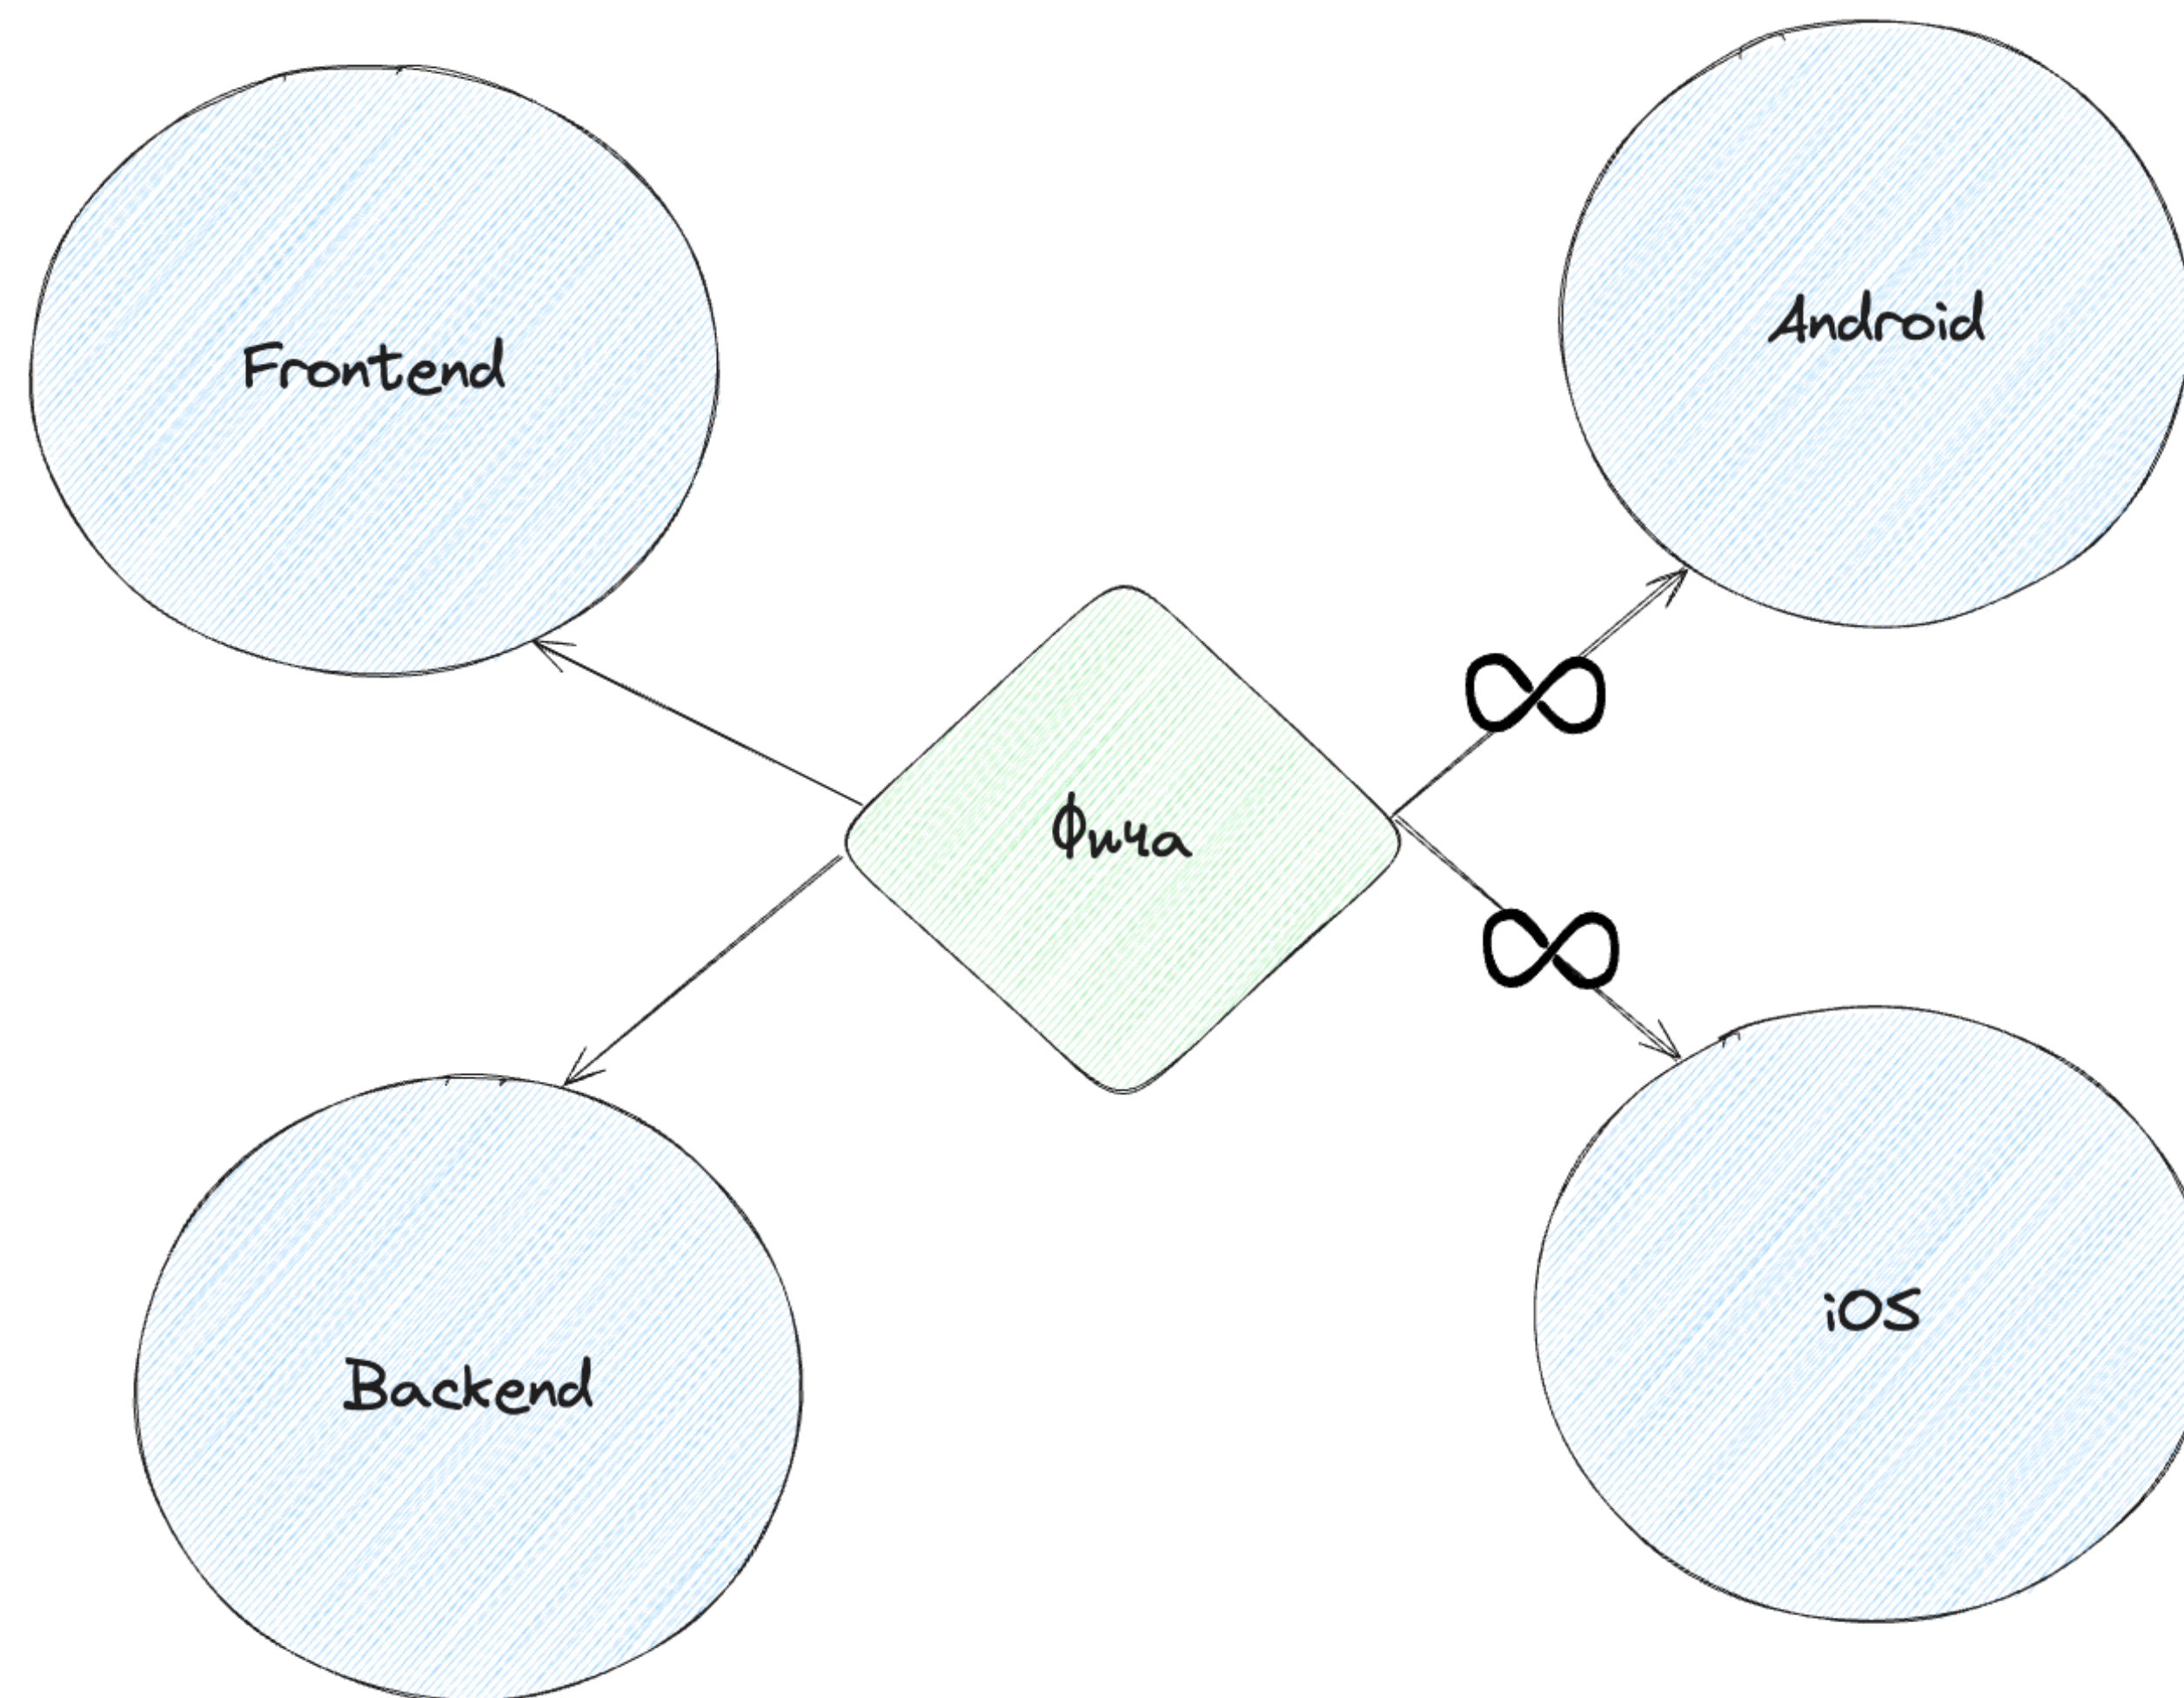 Frontend
Android
∞
Фича
∞
iOS
Backend